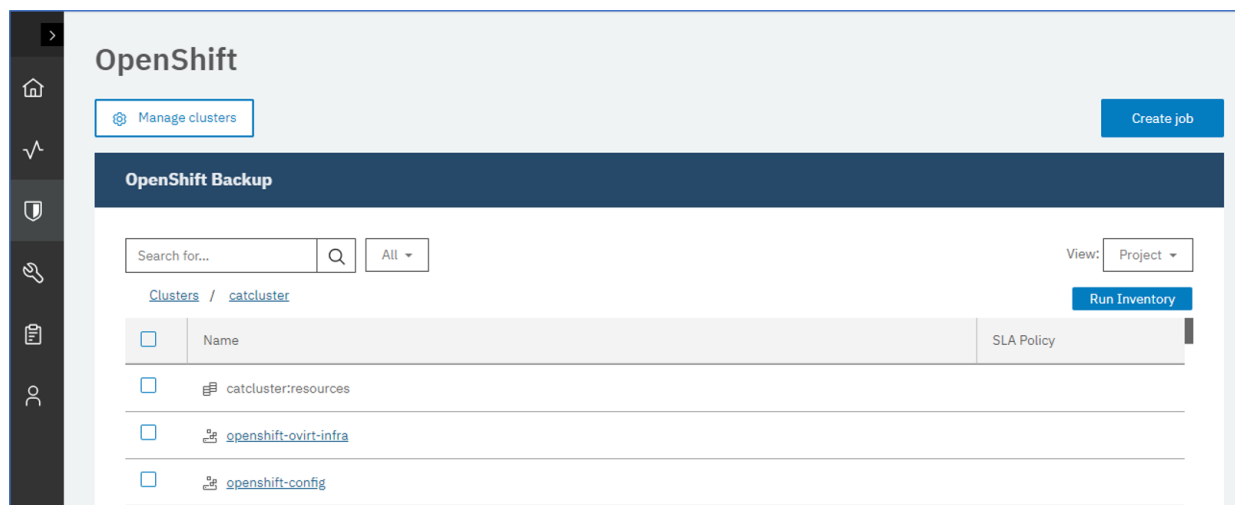 OpenShift
Manage clusters
Create job
OpenShift Backup
Search for...
All
View: Project
Clusters / catcluster
Run Inventory
Name SLA Policy
catcluster:resources
openshift-ovirt-infra
openshift-config